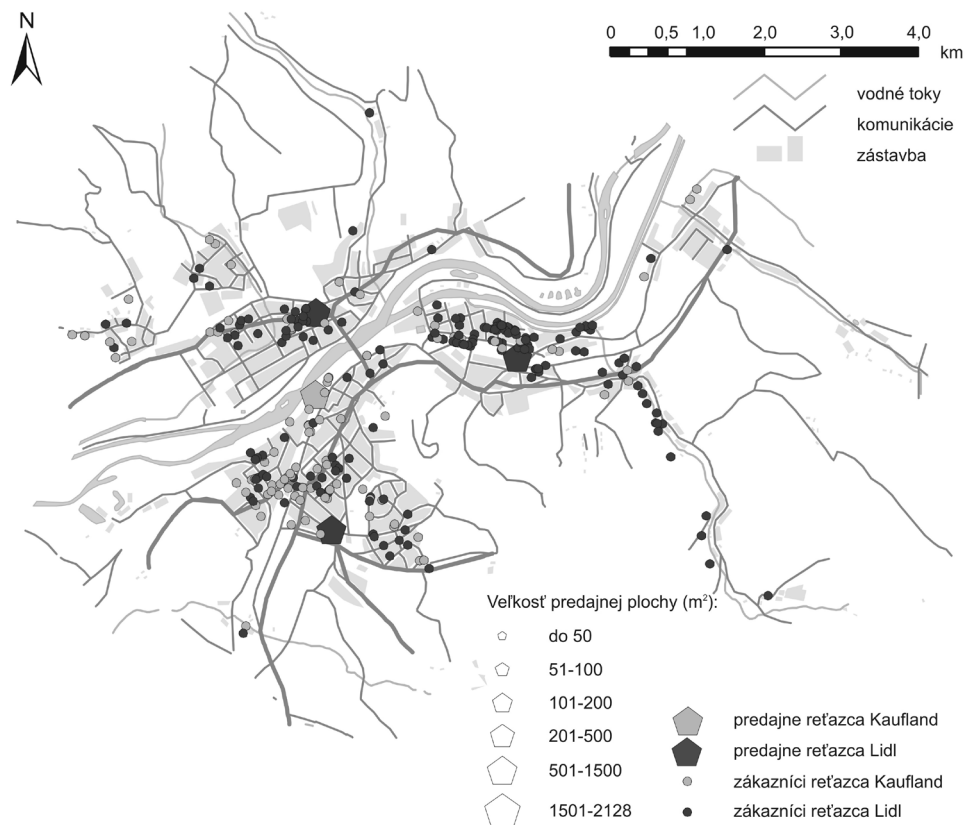 N
0 0,5 1,0 2,0 3,0 4,0
km
vodné toky
komunikácie
zástavba
Veľkosť predajnej plochy (m²):
do 50
51-100
101-200
201-500
501-1500
1501-2128
predajne reťazca Kaufland
predajne reťazca Lidl
zákazníci reťazca Kaufland
zákazníci reťazca Lidl